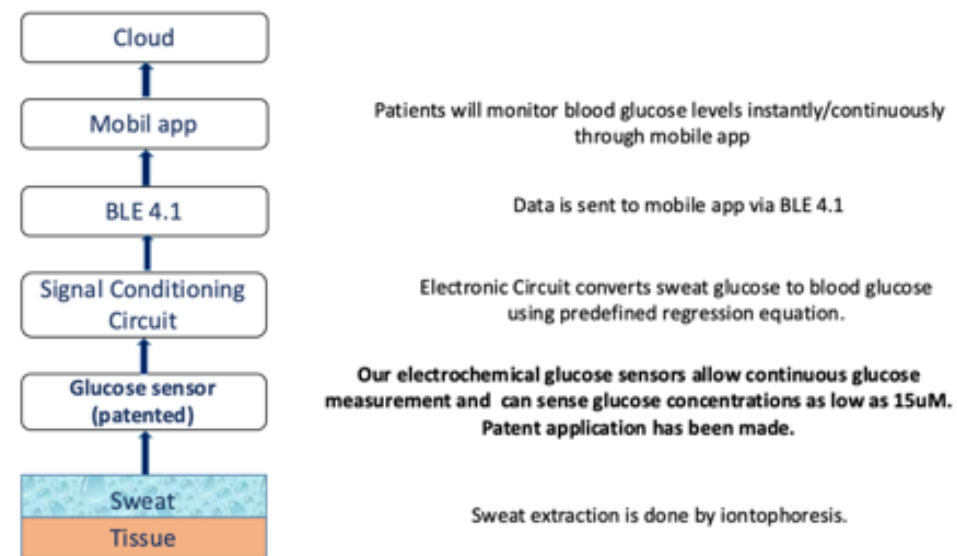 Cloud
Mobil app
Patients will monitor blood glucose levels instantly/continuously
through mobile app
BLE 4.1
Data is sent to mobile app via BLE 4.1
Signal Conditioning
Circuit
Electronic Circuit converts sweat glucose to blood glucose
using predefined regression equation.
Glucose sensor
(patented)
Our electrochemical glucose sensors allow continuous glucose
measurement and can sense glucose concentrations as low as 15uM.
Patent application has been made.
Sweat
Tissue
Sweat extraction is done by iontophoresis.